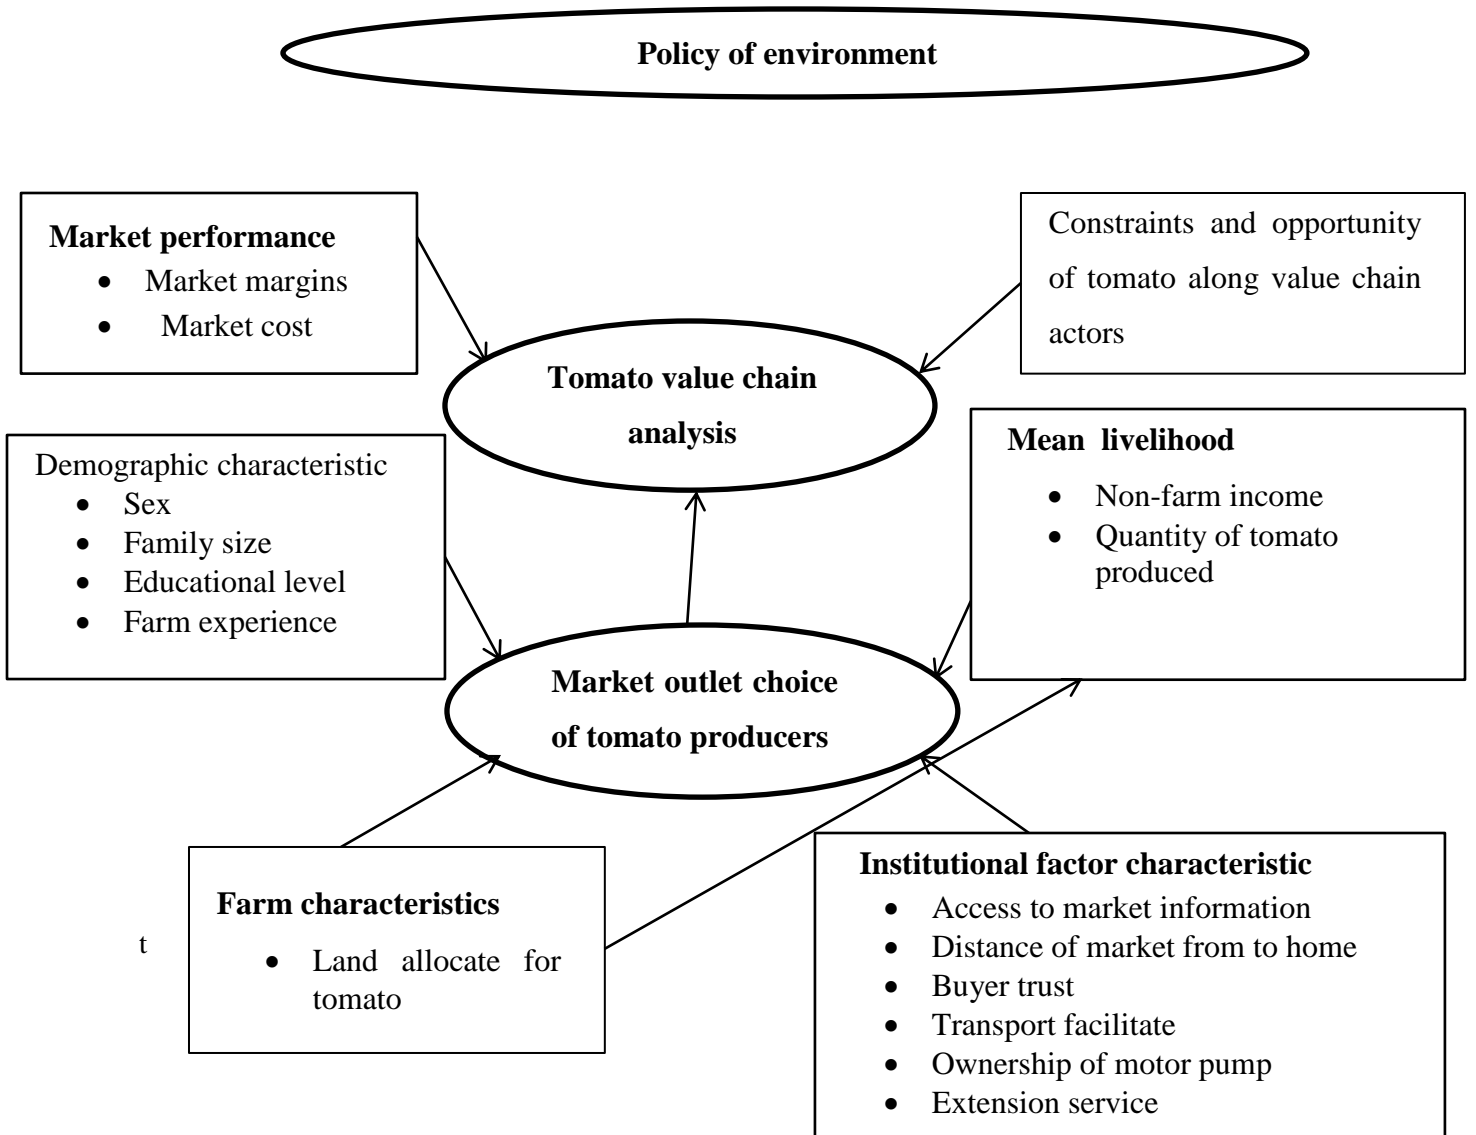 Policy of environment
Market performance
• Market margins
• Market cost
Constraints and opportunity
of tomato along value chain
actors
Tomato value chain
analysis
Demographic characteristic
• Sex
• Family size
• Educational level
• Farm experience
Mean livelihood
• Non-farm income
• Quantity of tomato
produced
Market outlet choice
of tomato producers
Farm characteristics
• Land allocate for
tomato
t
Institutional factor characteristic
• Access to market information
• Distance of market from to home
• Buyer trust
• Transport facilitate
• Ownership of motor pump
• Extension service